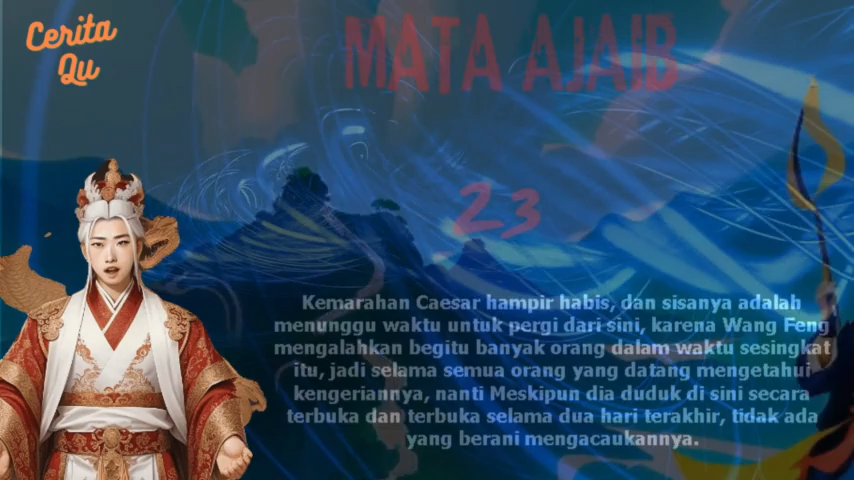 Cerita
Qu
MATA AJAIB
23
Kemarahan Caesar hampir habis, dan sisanya adalah
menunggu waktu untuk pergi dari sini, karena Wang Feng
mengalahkan begitu banyak orang dalam waktu sesingkat
itu, jadi selama semua orang yang datang mengetahui
kengeriannya, nanti Meskipun dia duduk di sini secara
terbuka dan terbuka selama dua hari terakhir, tidak ada
yang berani mengacaukannya.